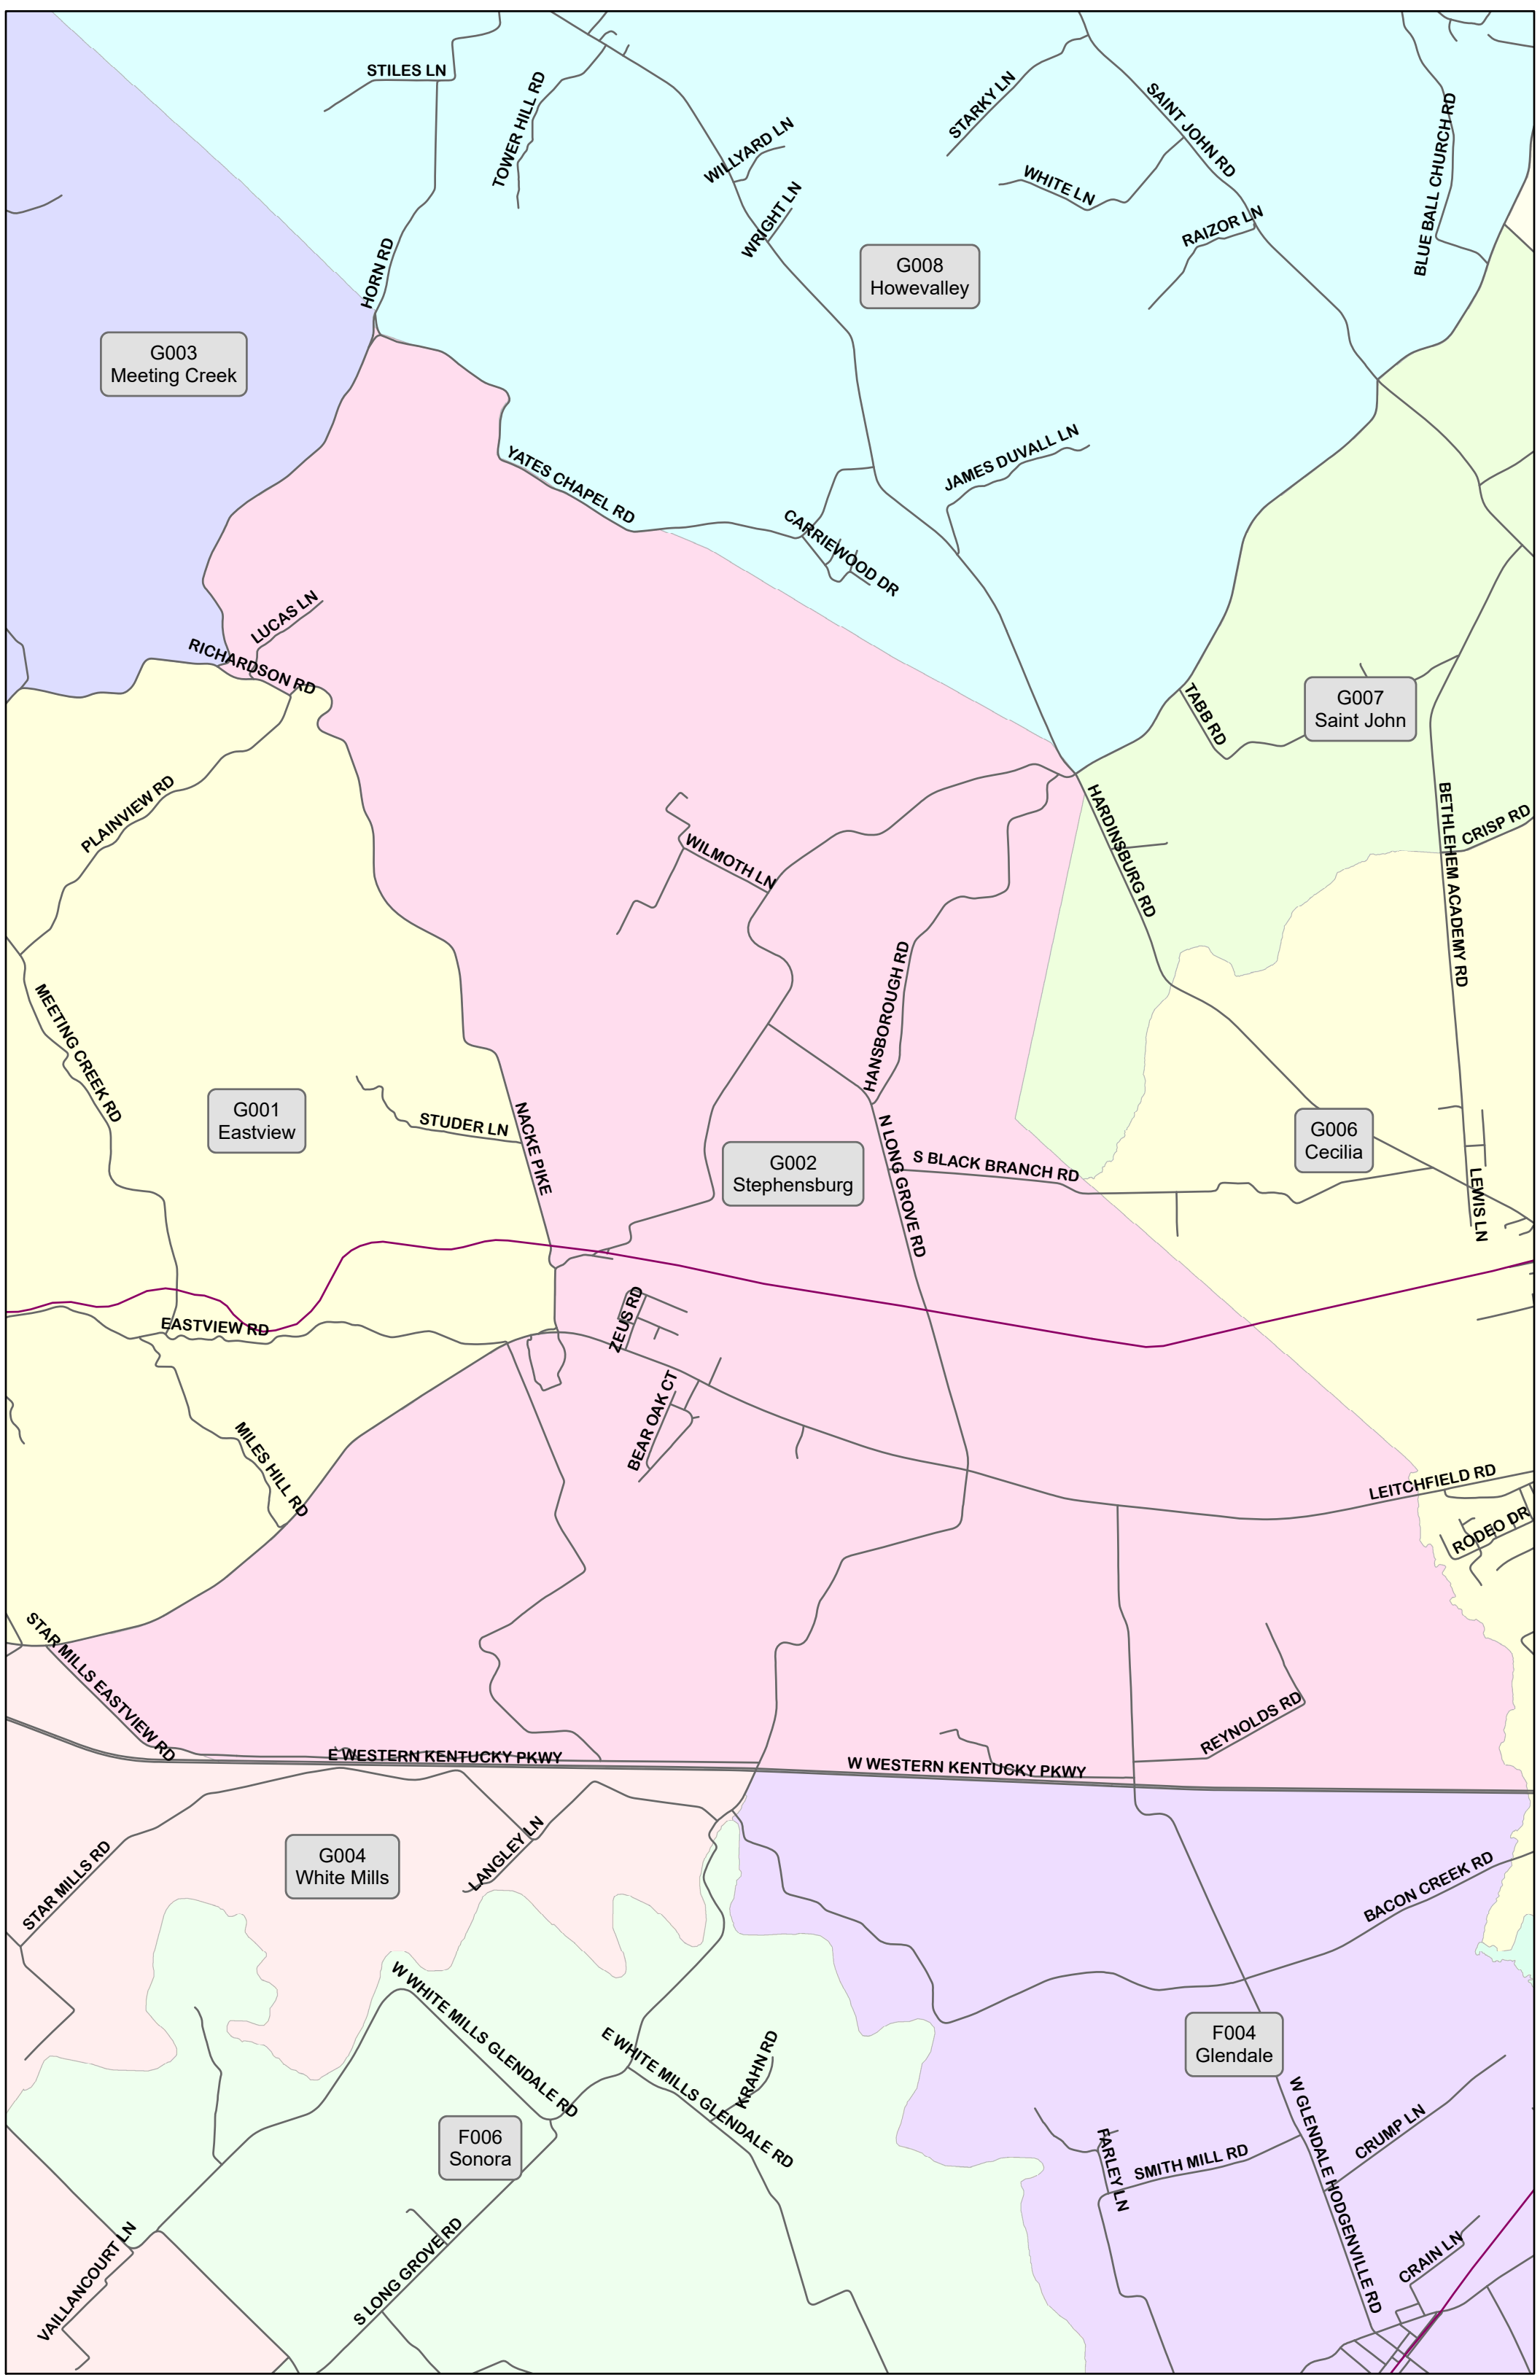 STILES LN
TOWER HILL RD
WILLYARD LN
WRIGHT LN
STARKY LN
SAINT JOHN RD
WHITE LN
RAIZOR LN
BLUE BALL CHURCH RD
HORN RD
G008
Howevalley
G003
Meeting Creek
YATES CHAPEL RD
JAMES DUVALL LN
CARRIEWOOD DR
LUCAS LN
RICHARDSON RD
TABB RD
G007
Saint John
PLAINVIEW RD
WILMOTH LN
HARDINSBURG RD
BETHLEHEM ACADEMY RD
CRISP RD
HANSBOROUGH RD
MEETING CREEK RD
G001
Eastview
STUDER LN
NACKE PIKE
G002
Stephensburg
N LONG GROVE RD
S BLACK BRANCH RD
G006
Cecilia
LEWIS LN
EASTVIEW RD
ZEUS RD
BEAR OAK CT
MILES HILL RD
LEITCHFIELD RD
RODEO DR
STAR MILLS EASTVIEW RD
E WESTERN KENTUCKY PKWY
W WESTERN KENTUCKY PKWY
REYNOLDS RD
STAR MILLS RD
G004
White Mills
LANGLEY LN
BACON CREEK RD
W WHITE MILLS GLENDALE RD
E WHITE MILLS GLENDALE RD
KRAHN RD
F004
Glendale
F006
Sonora
FARLEY LN
SMITH MILL RD
W GLENDALE HODGENVILLE RD
CRUMP LN
VAILLANCOURT LN
S LONG GROVE RD
CRAIN LN